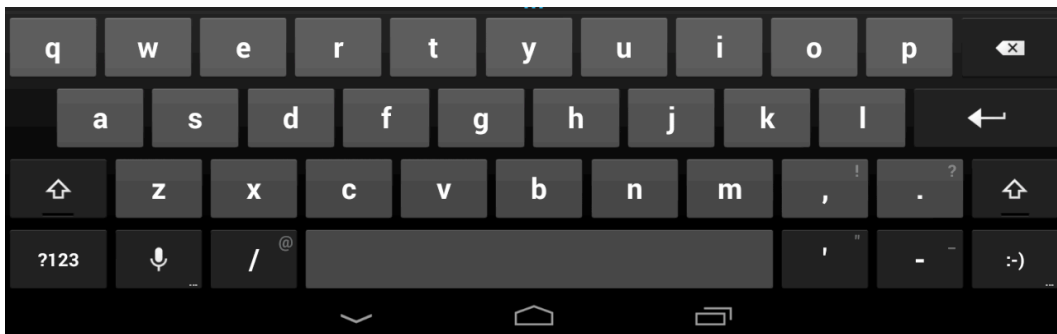 q w e r t y u i o p
a s d f g h j k l
z x c v b n m , ! . ?
?123 / @ ' " - _ :-)